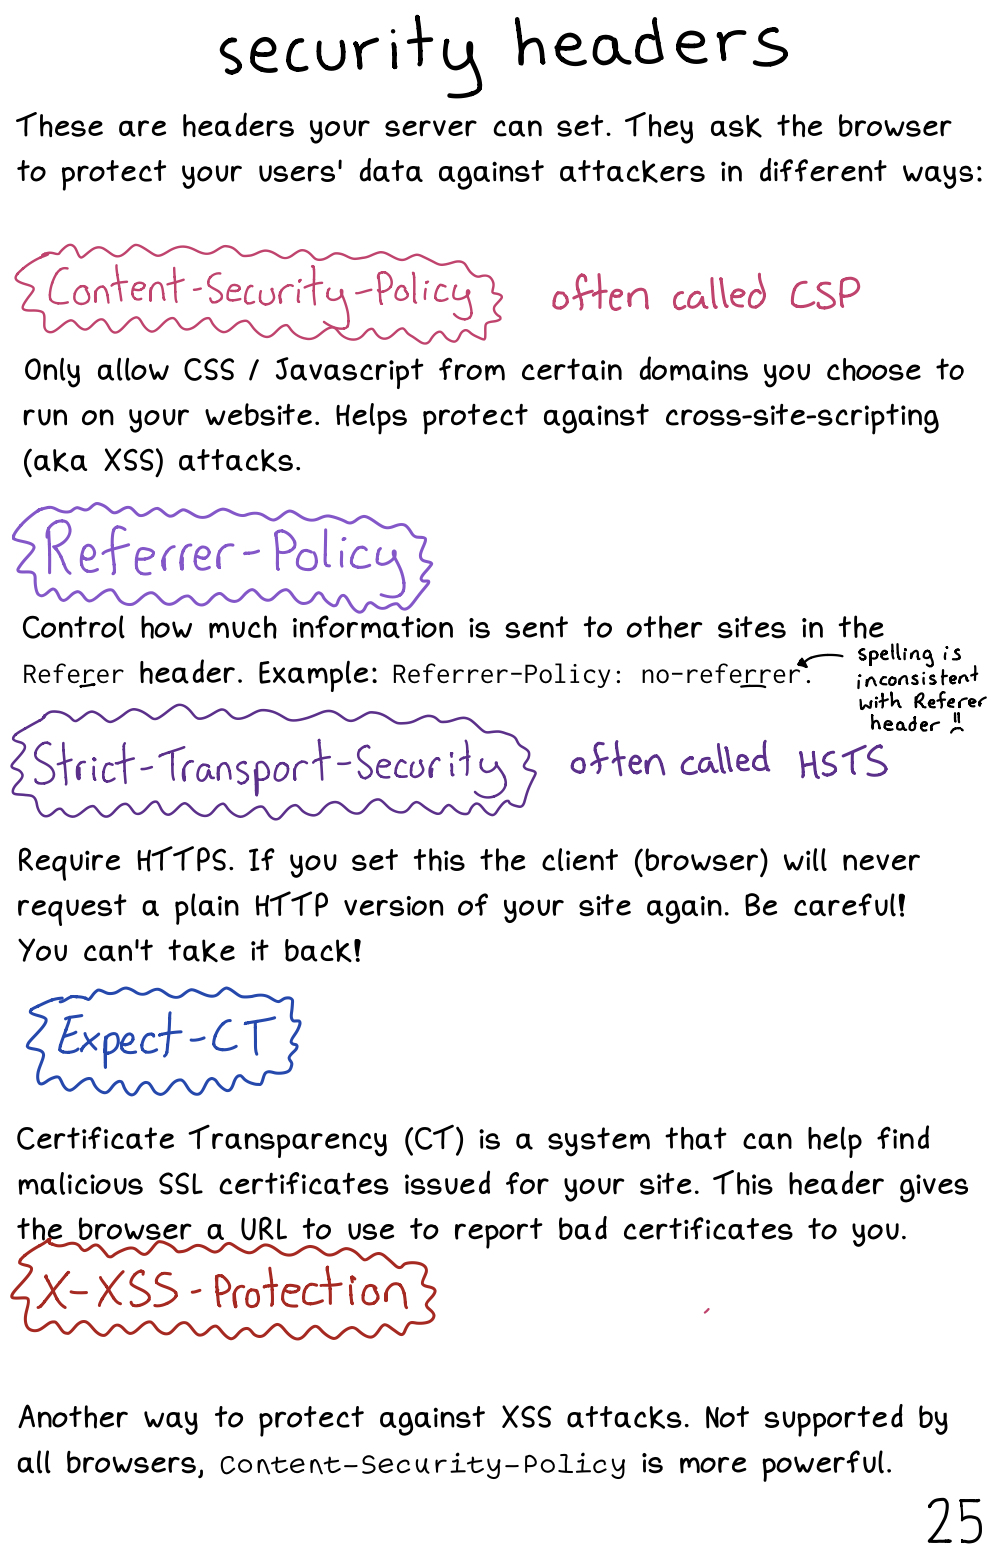 security headers
These are headers your server can set. They ask the browser
to protect your users' data against attackers in different ways:
Content-Security-Policy often called CSP
Only allow CSS / Javascript from certain domains you choose to
run on your website. Helps protect against cross-site-scripting
(aka XSS) attacks.
Referrer-Policy
Control how much information is sent to other sites in the
Referer header. Example: Referrer-Policy: no-referrer.
spelling is
inconsistent
with Referer
header !!
Strict-Transport-Security often called HSTS
Require HTTPS. If you set this the client (browser) will never
request a plain HTTP version of your site again. Be careful!
You can't take it back!
Expect-CT
Certificate Transparency (CT) is a system that can help find
malicious SSL certificates issued for your site. This header gives
the browser a URL to use to report bad certificates to you.
X-XSS-Protection
Another way to protect against XSS attacks. Not supported by
all browsers, Content-Security-Policy is more powerful.
25